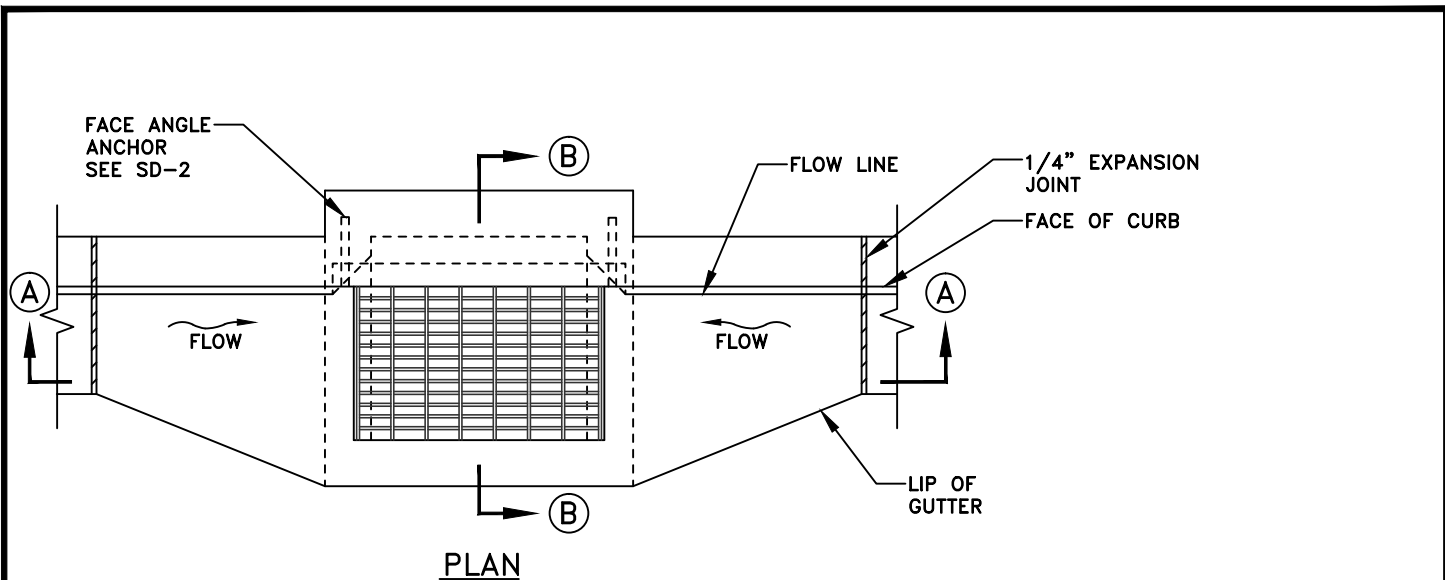 FACE ANGLE
ANCHOR
SEE SD-2
B
FLOW LINE
1/4" EXPANSION
JOINT
FACE OF CURB
A
A
FLOW
FLOW
LIP OF
GUTTER
B
PLAN